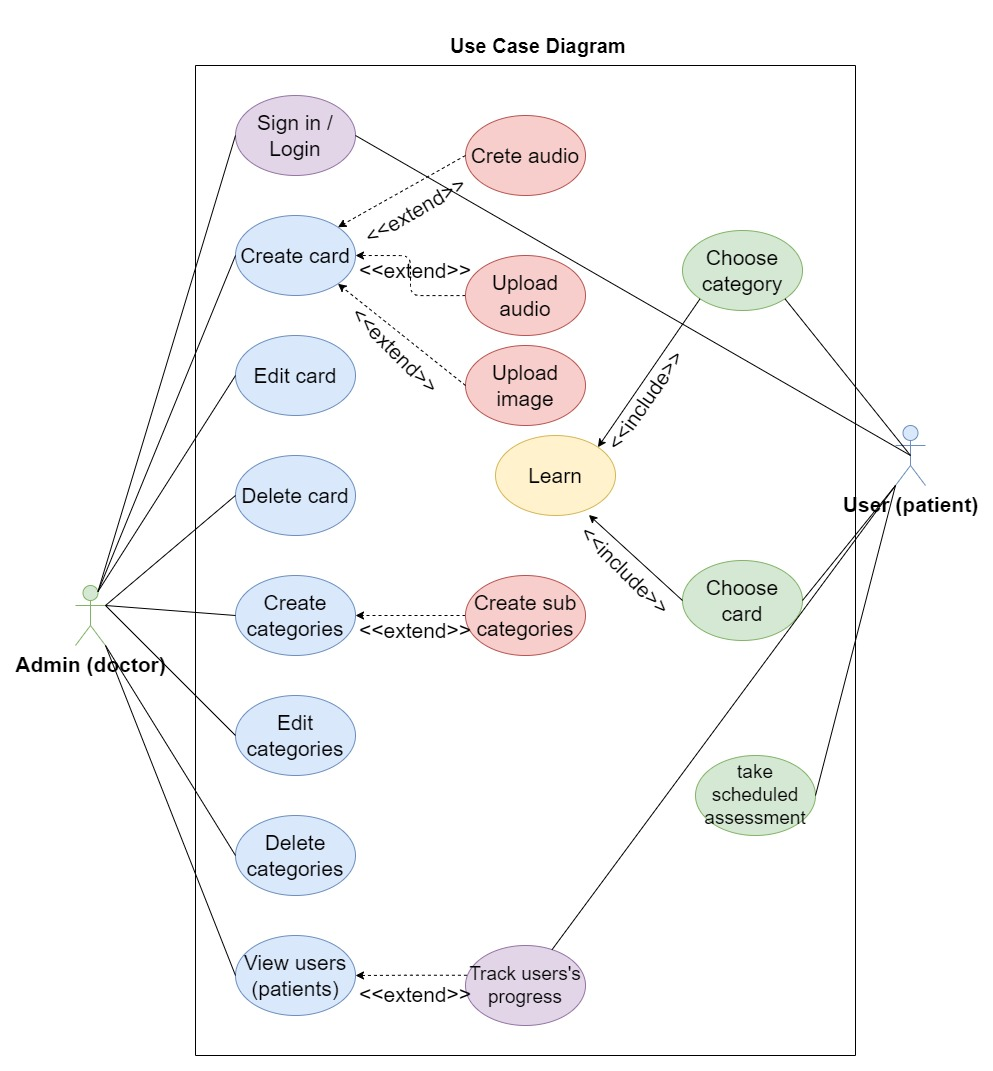 Use Case Diagram
Sign in /
Login
Crete audio
<<extend>>
Create card
<<extend>>
Upload
audio
Choose
category
<<extend>>
Edit card
Upload
image
<<include>>
Learn
User (patient)
Delete card
<<include>>
Choose
card
Create
categories
<<extend>>
Create sub
categories
Admin (doctor)
Edit
categories
take
scheduled
assessment
Delete
categories
View users
(patients)
<<extend>>
Track users's
progress